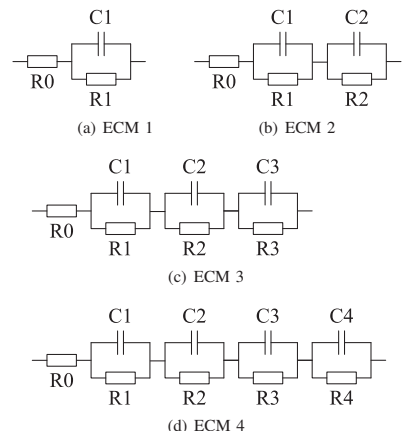 C1
R0
R1
(a) ECM 1
C1 C2
R0
R1 R2
(b) ECM 2
C1 C2 C3
R0
R1 R2 R3
(c) ECM 3
C1 C2 C3 C4
R0
R1 R2 R3 R4
(d) ECM 4